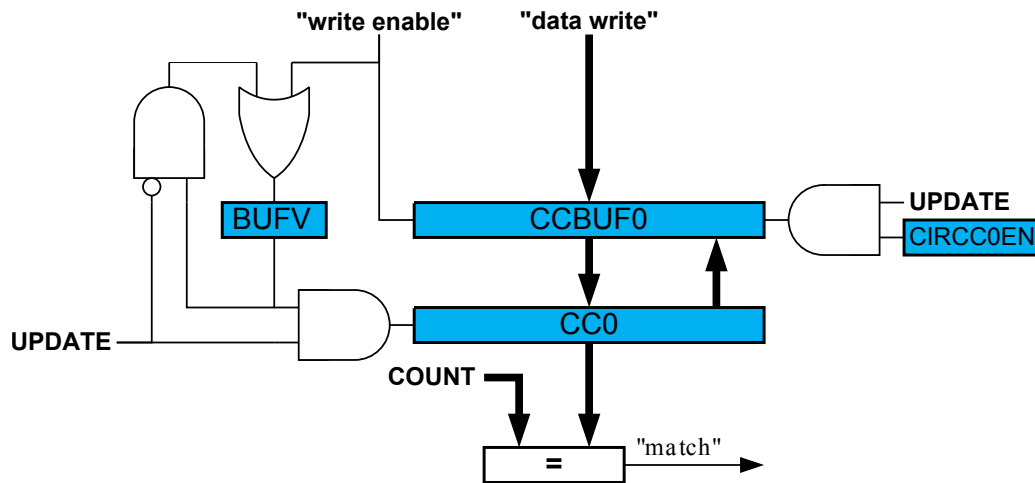 "write enable"
"data write"
BUFV
CCBUF0
UPDATE
CIRCC0EN
UPDATE
CC0
COUNT
=
"match"